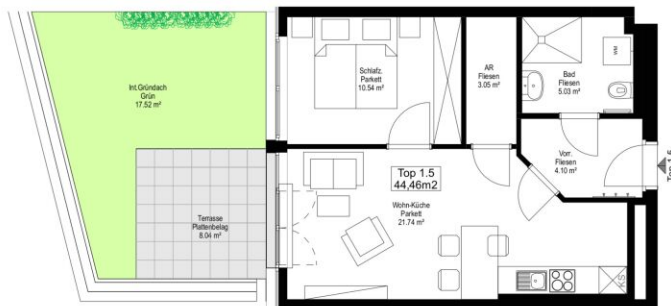 Int.Gründach
Grün
17.52 m²
Schlafz.
Parkett
10.54 m²
AR
Fliesen
3.05 m²
WM
Bad
Fliesen
5.03 m²
Vorr.
Fliesen
4.10 m²
Top 1.5
44,46m2
Wohn-Küche
Parkett
21.74 m²
Terrasse
Plattenbelag
8.04 m²
KS